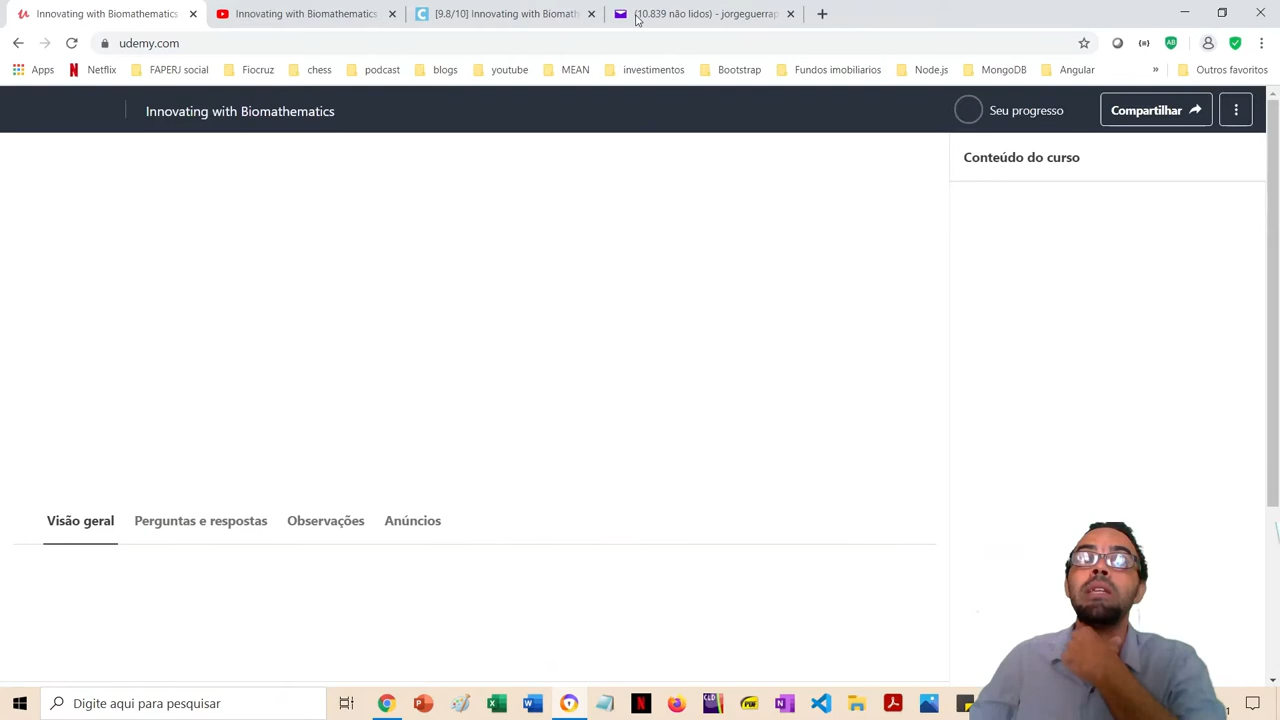 Innovating with Biomathematics
Innovating with Biomathematics
[9.8/10] Innovating with Biomath
(10.839 não lidos) - jorgeguerrap
udemy.com
Apps
Netflix
FAPERJ social
Fiocruz
chess
podcast
blogs
youtube
MEAN
investimentos
Bootstrap
Fundos imobiliarios
Node.js
MongoDB
Angular
»
Outros favoritos
Innovating with Biomathematics
Seu progresso
Compartilhar
Conteúdo do curso
Visão geral
Perguntas e respostas
Observações
Anúncios
Digite aqui para pesquisar